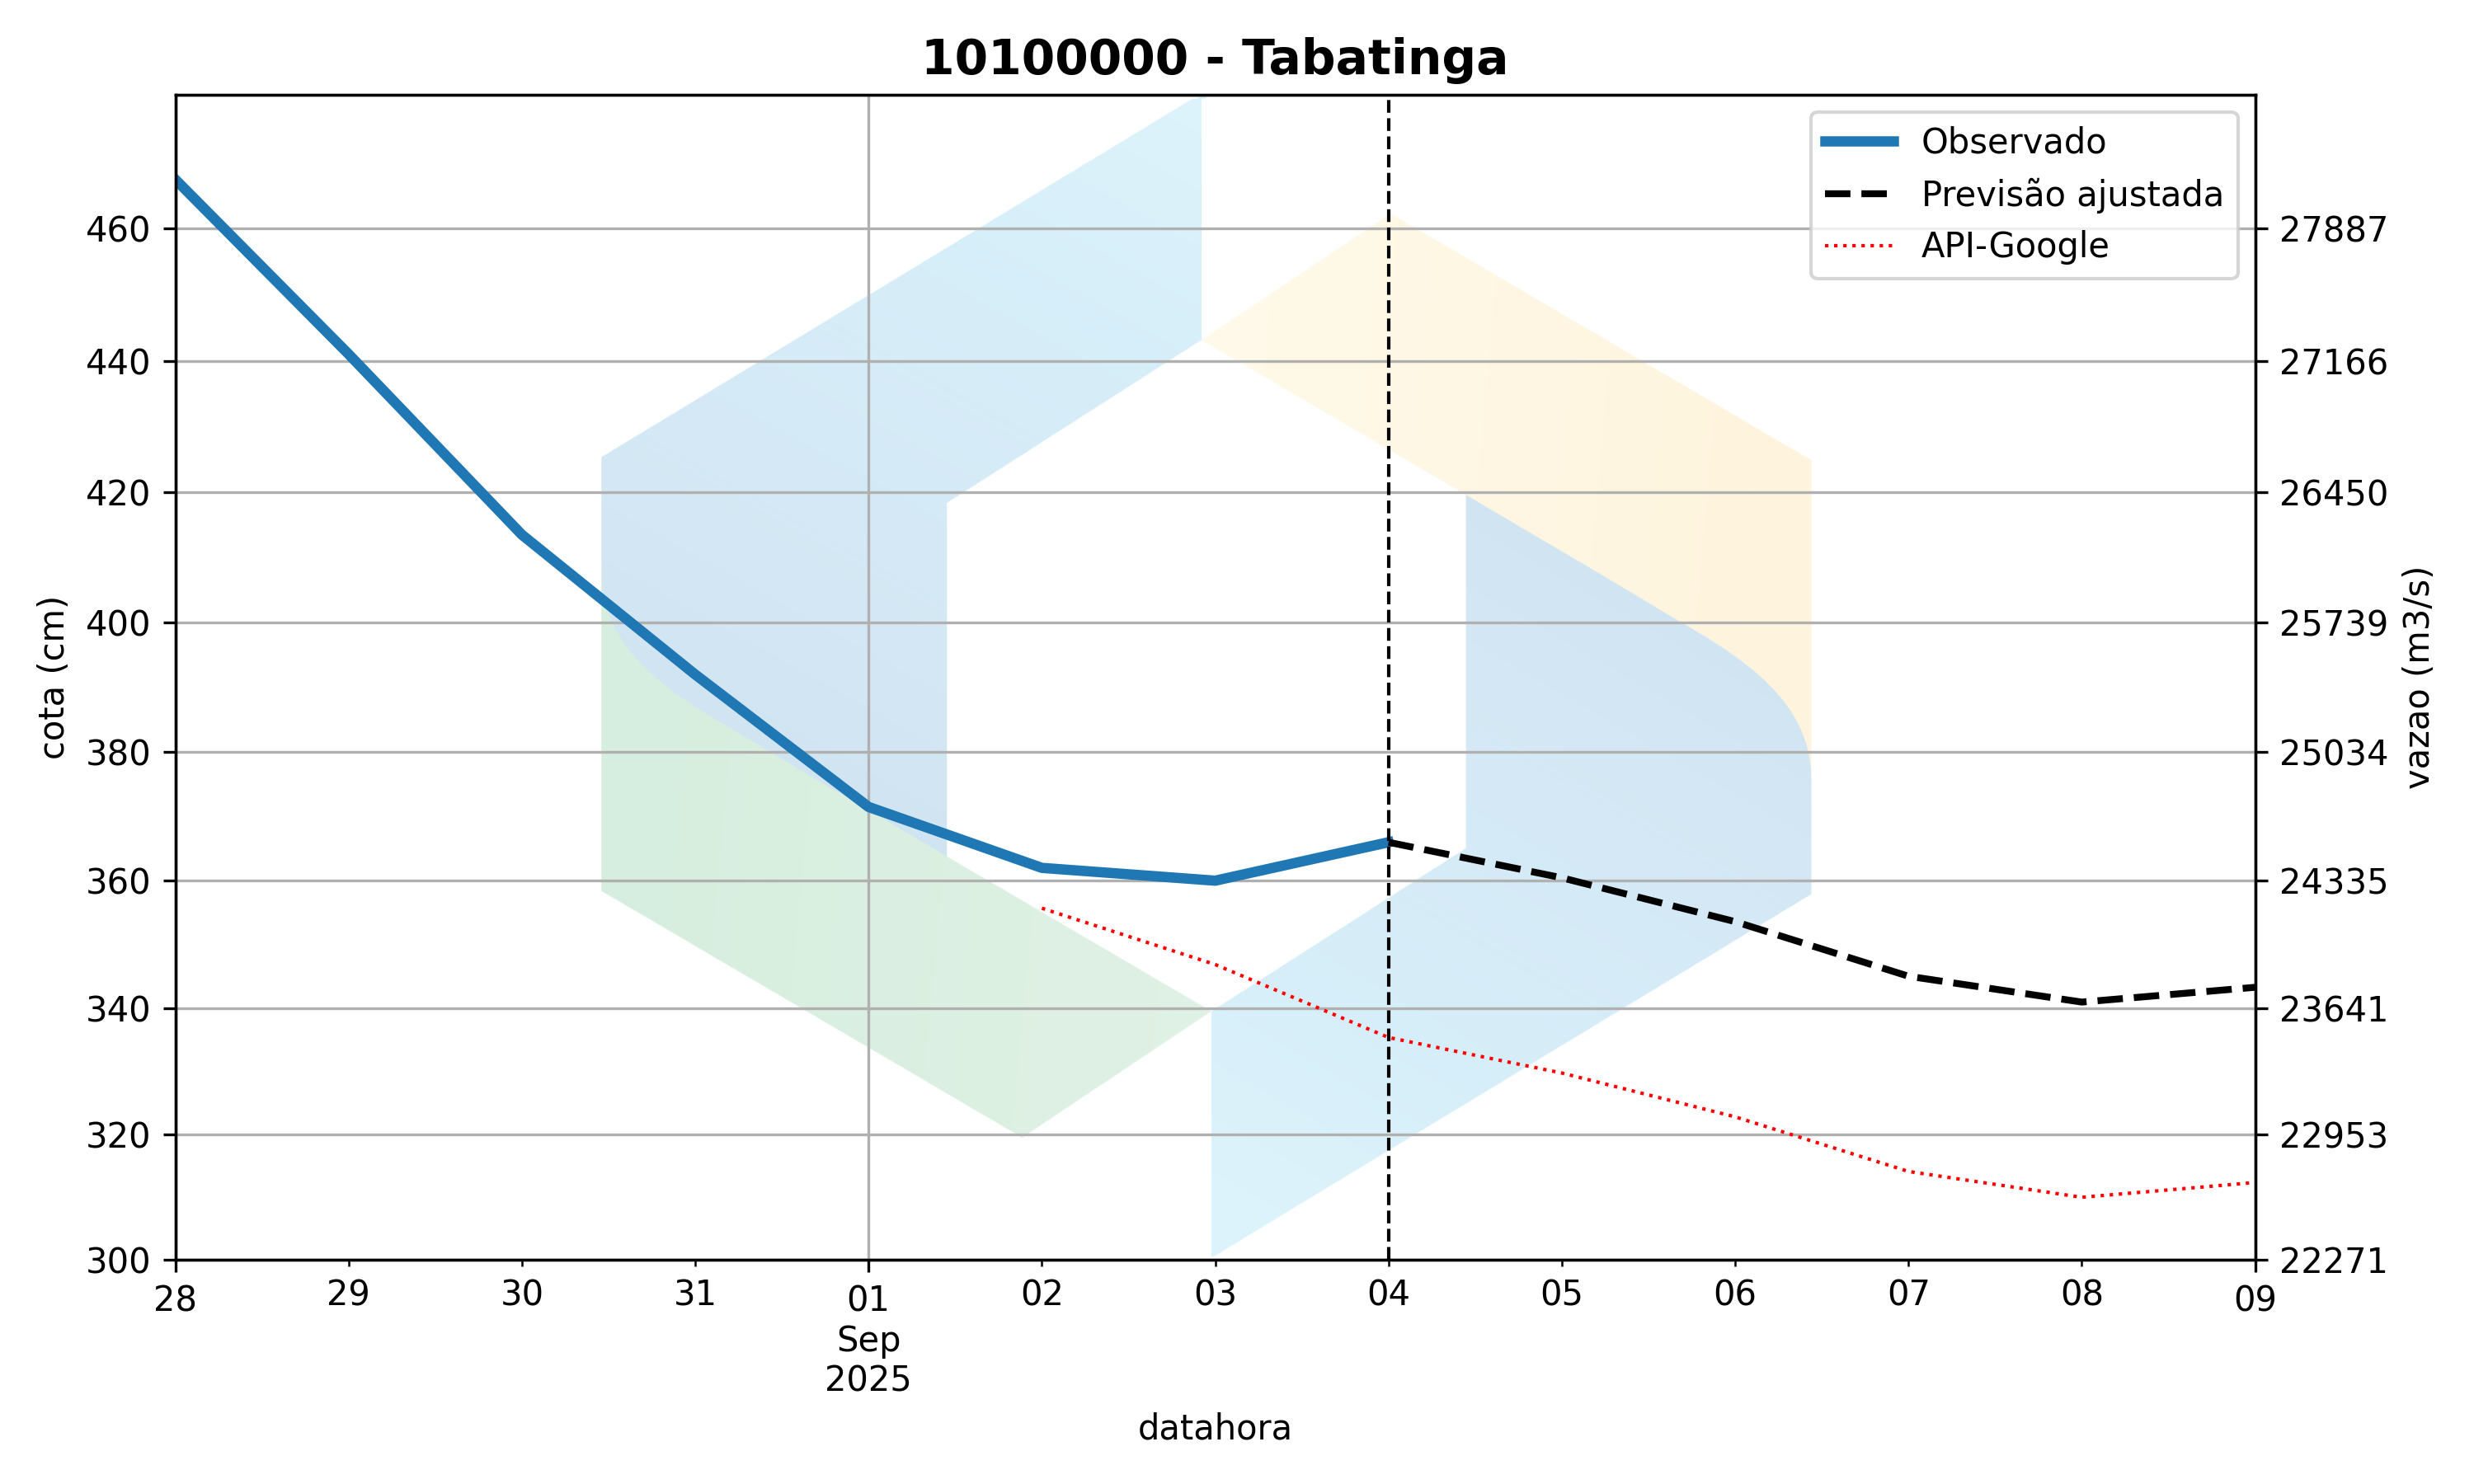 10100000 - Tabatinga
Observado
Previsão ajustada
API-Google
460
440
420
400
380
360
340
320
300
cota (cm)
27887
27166
26450
25739
25034
24335
23641
22953
22271
vazao (m3/s)
28 29 30 31 01 02 03 04 05 06 07 08 09
Sep
2025
datahora